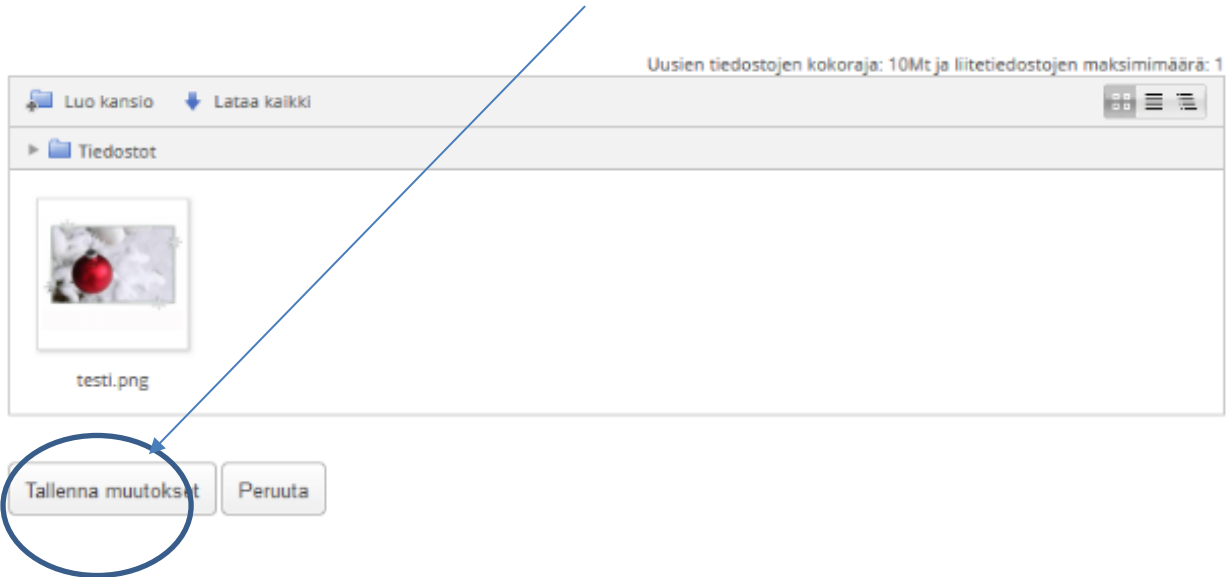 Uusien tiedostojen kokoraja: 10Mt ja liitetiedostojen maksimimäärä: 1
Luo kansio Lataa kaikki
Tiedostot
testi.png
Tallenna muutokset Peruuta